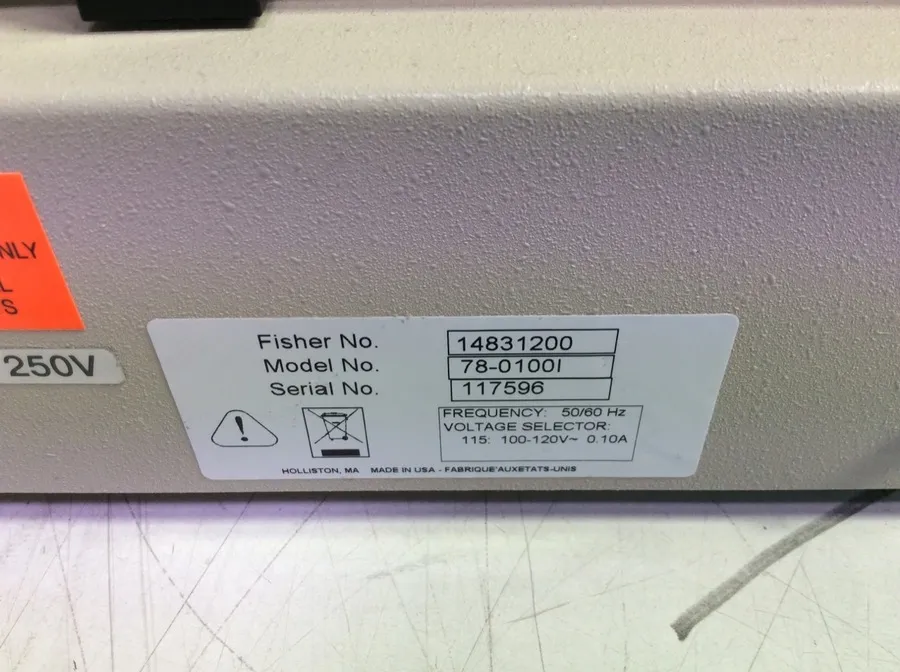 NLY
L
S
250V
Fisher No. 14831200
Model No. 78-0100I
Serial No. 117596
FREQUENCY: 50/60 Hz
VOLTAGE SELECTOR:
115: 100-120V~ 0.10A
HOLLISTON, MA MADE IN USA - FABRIQUE'AUXETATS-UNIS